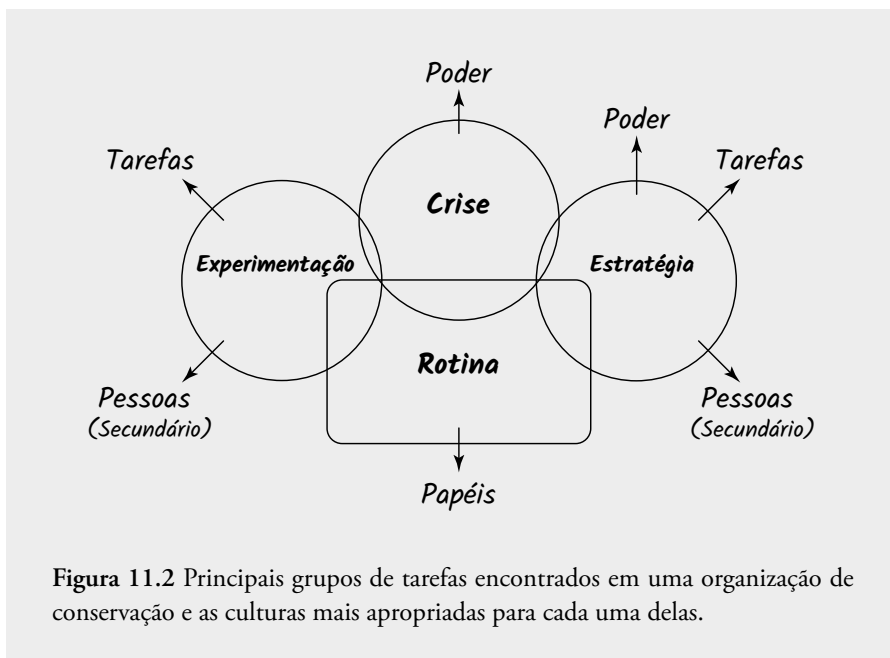 Poder
Poder
Tarefas
Tarefas
Crise
Experimentação
Estratégia
Rotina
Pessoas
(Secundário)
Pessoas
(Secundário)
Papéis
Figura 11.2 Principais grupos de tarefas encontrados em uma organização de
conservação e as culturas mais apropriadas para cada uma delas.